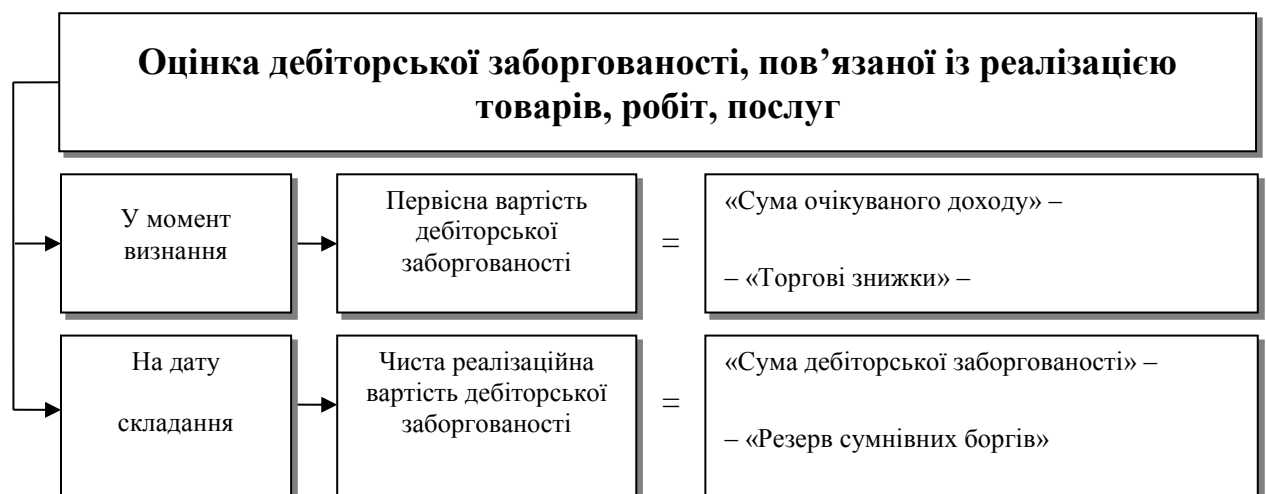 Оцінка дебіторської заборгованості, пов’язаної із реалізацією
товарів, робіт, послуг
У момент
визнання
Первісна вартість
дебіторської
заборгованості
=
«Сума очікуваного доходу» –
– «Торгові знижки» –
На дату
складання
Чиста реалізаційна
вартість дебіторської
заборгованості
=
«Сума дебіторської заборгованості» –
– «Резерв сумнівних боргів»